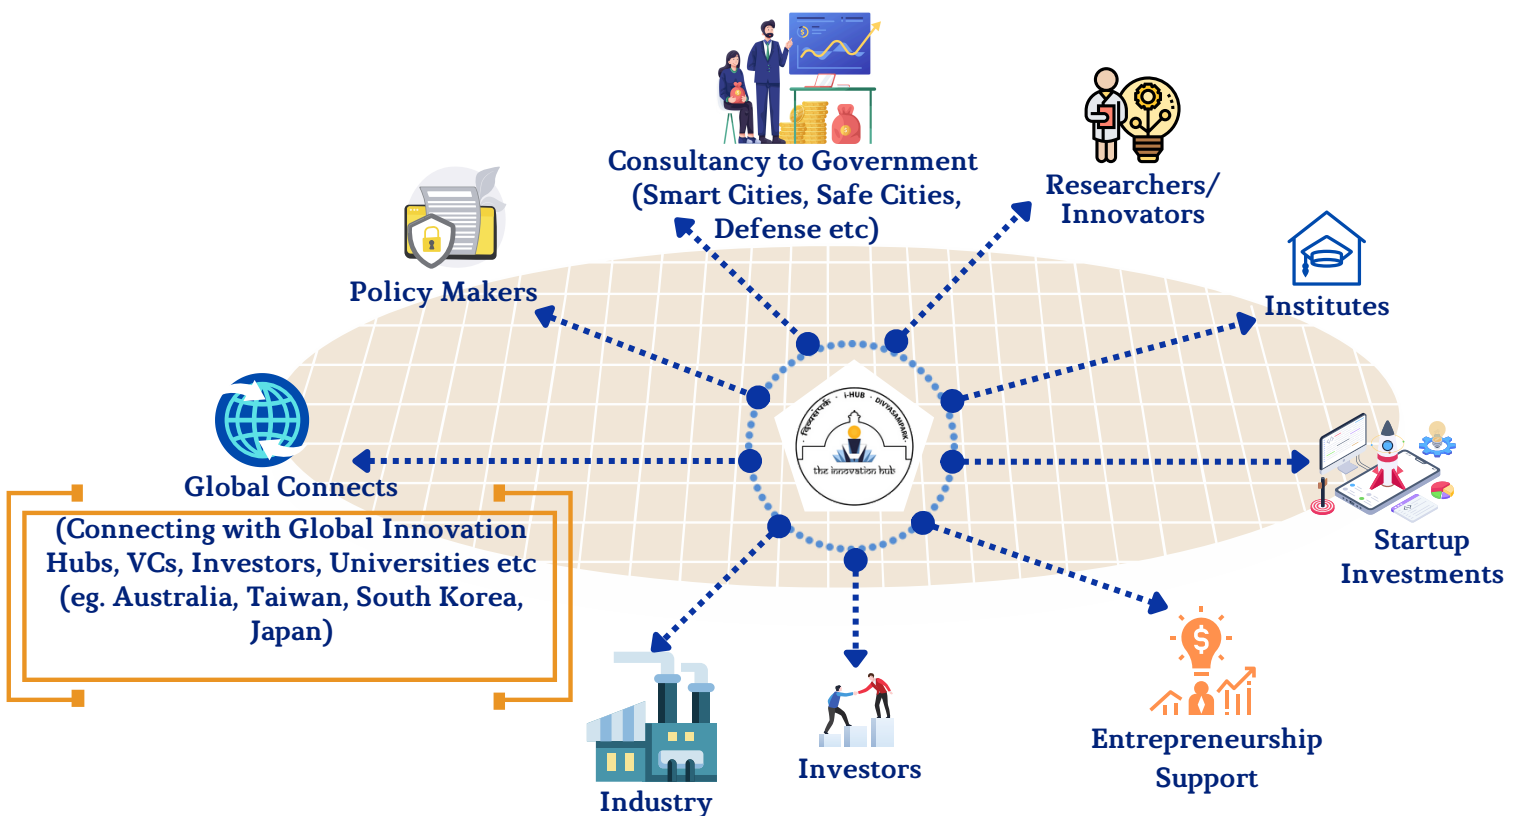 Consultancy to Government
(Smart Cities, Safe Cities,
Defense etc)
Researchers/
Innovators
Policy Makers
Institutes
दिव्यसंपर्क · i-HUB · DIVYASAMPARK·
the innovation hub
Global Connects
(Connecting with Global Innovation
Hubs, VCs, Investors, Universities etc
(eg. Australia, Taiwan, South Korea,
Japan)
Startup
Investments
Entrepreneurship
Support
Investors
Industry